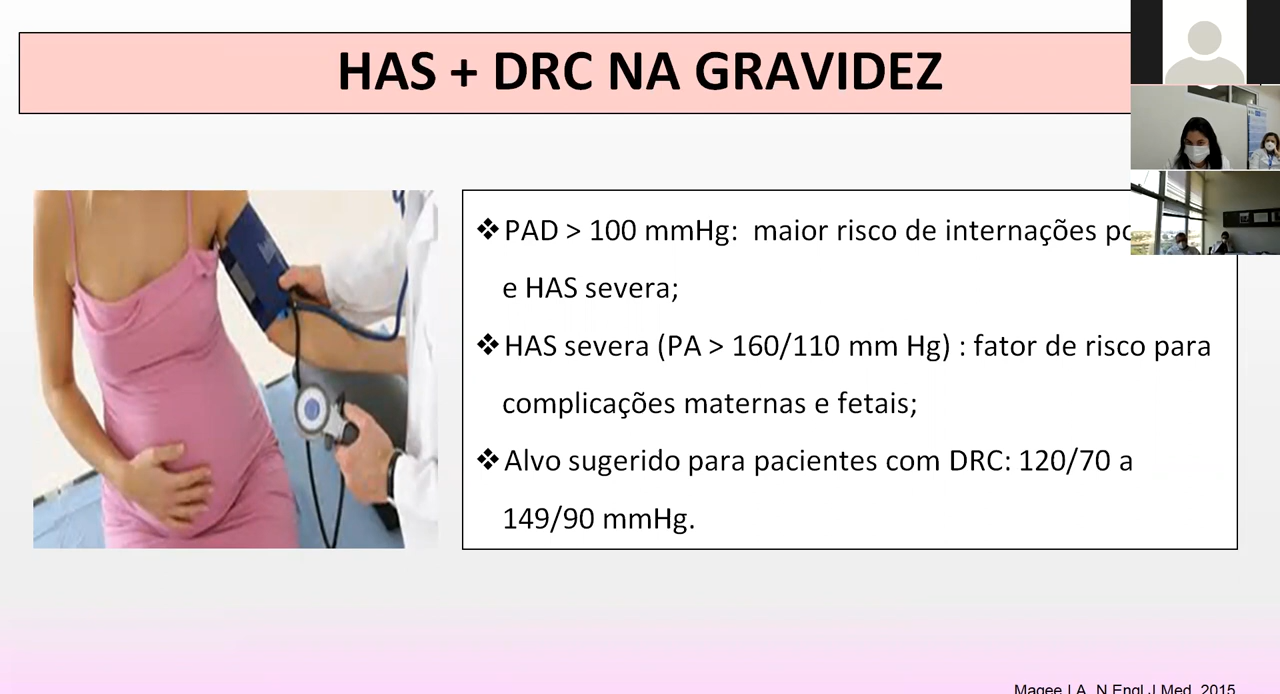 HAS + DRC NA GRAVIDEZ
❖PAD > 100 mmHg: maior risco de internações
e HAS severa;
❖HAS severa (PA > 160/110 mm Hg) : fator de risco para
complicações maternas e fetais;
❖Alvo sugerido para pacientes com DRC: 120/70 a
149/90 mmHg.
Magee LA, N Engl J Med, 2015